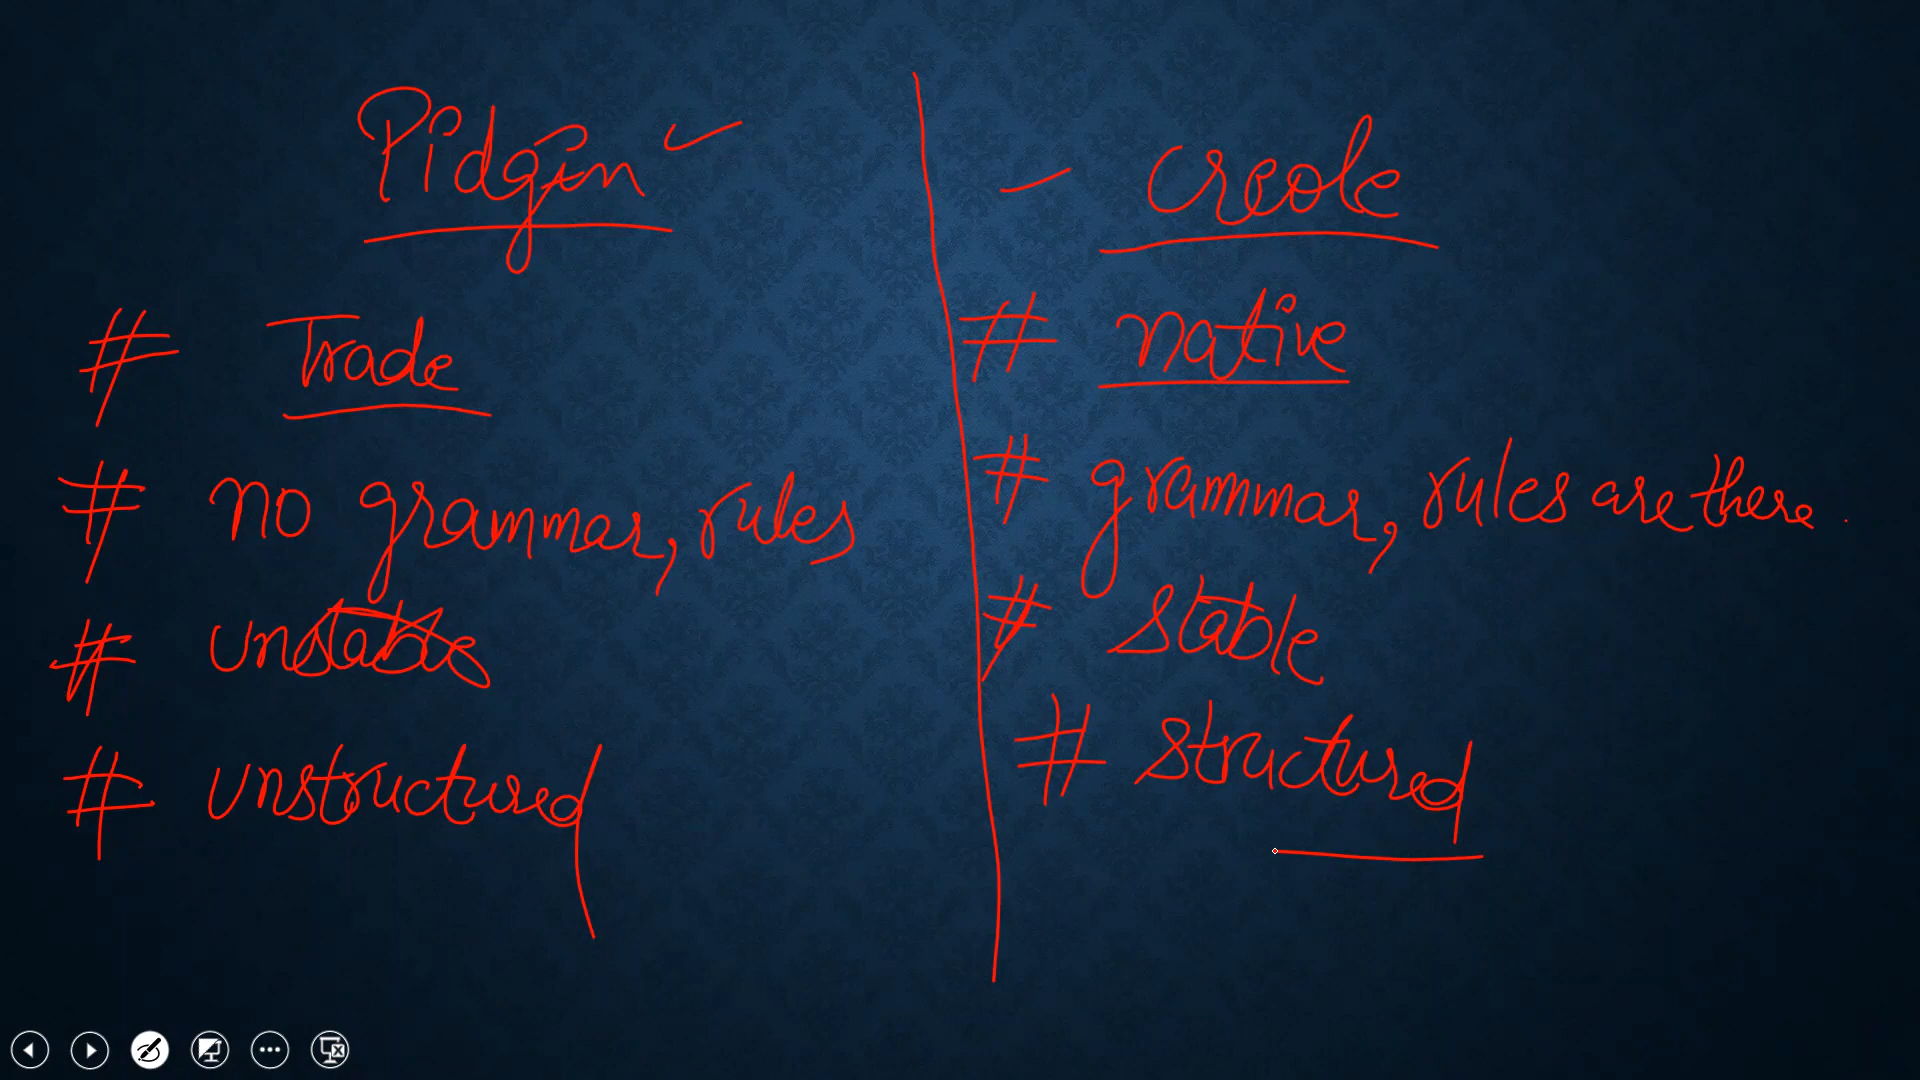 Pidgin
# Trade
# no grammar, rules
# unstable
# unstructured
creole
# native
# grammar, rules are there.
# stable
# structured